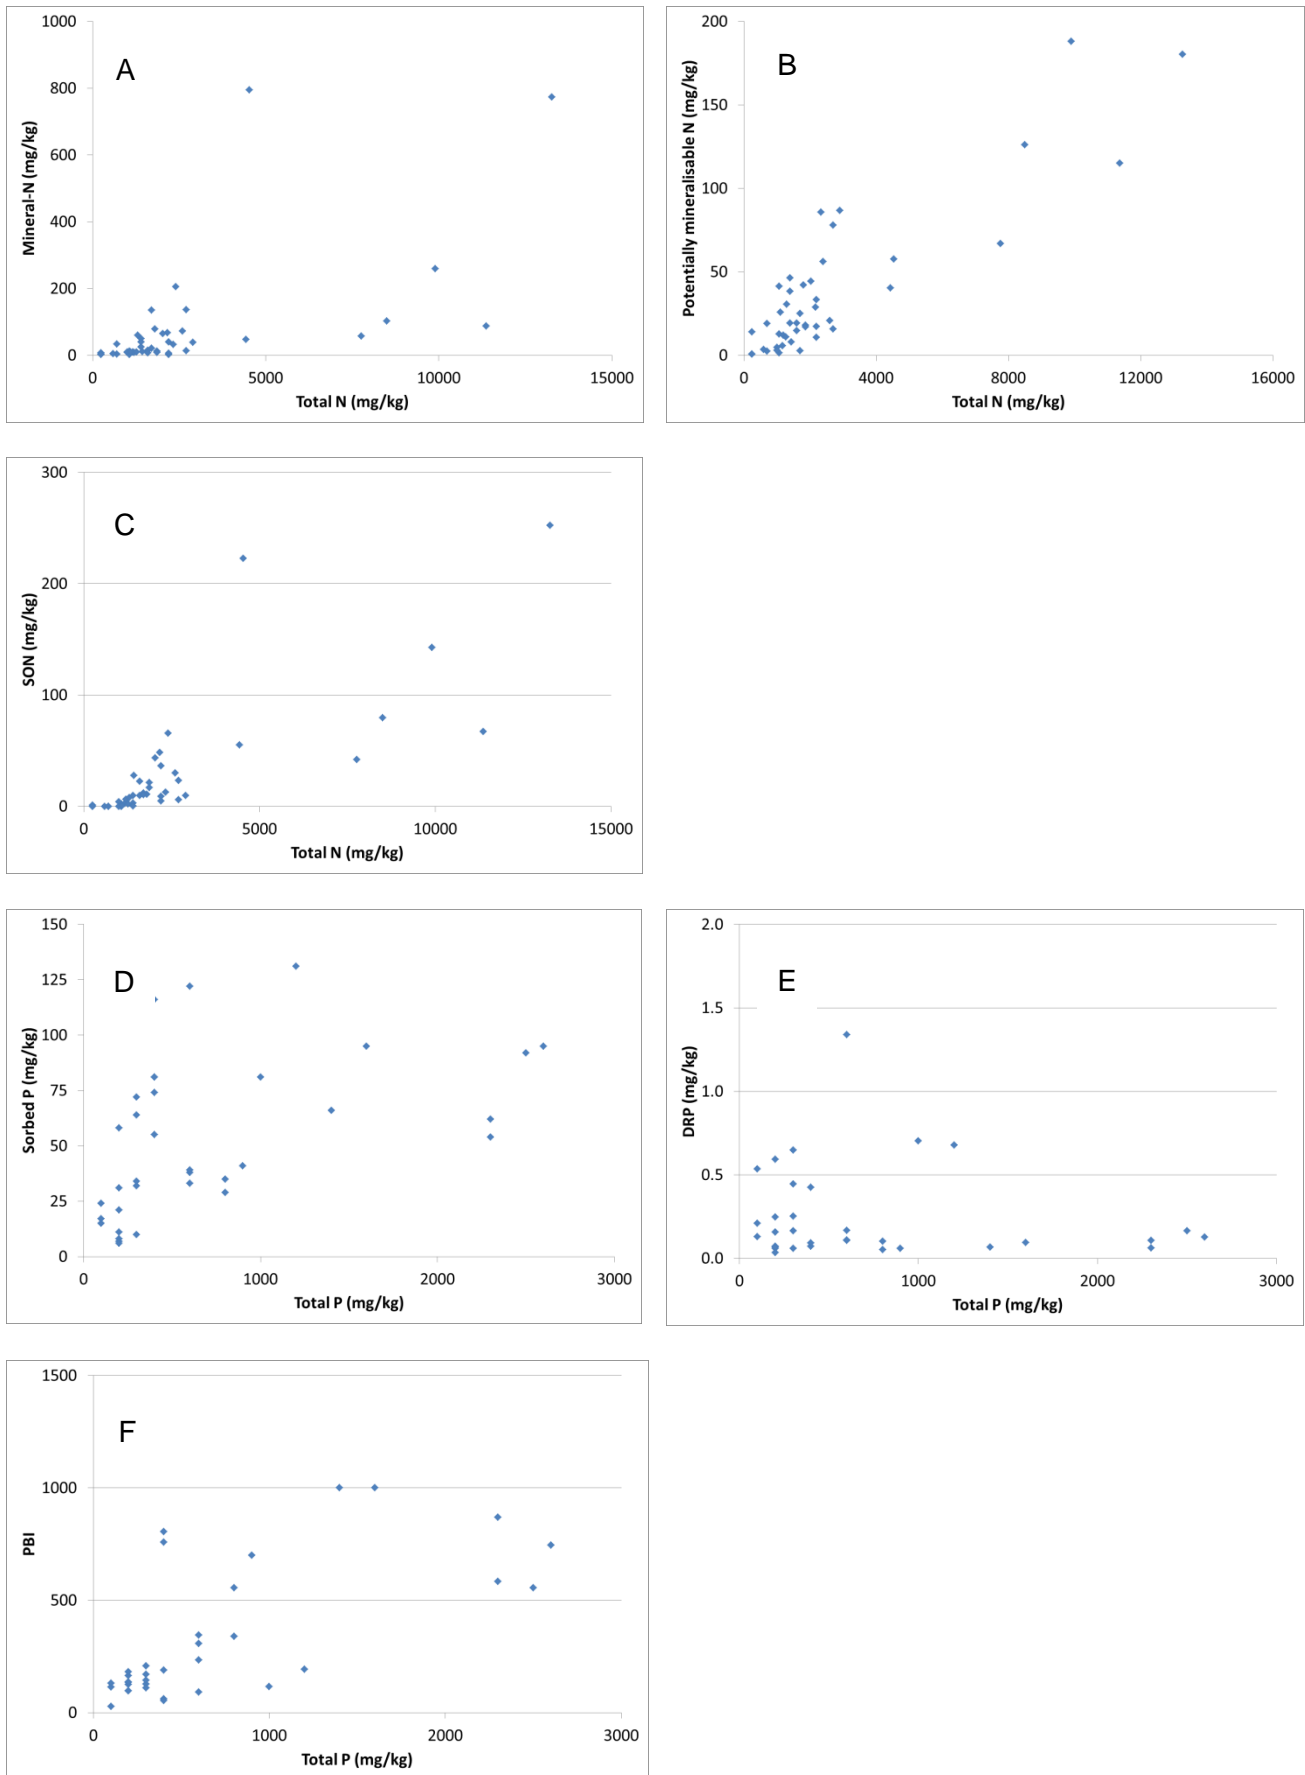 A
1000
800
600
400
200
0
Mineral-N (mg/kg)
0 5000 10000 15000
Total N (mg/kg)
B
200
150
100
50
0
Potentially mineralisable N (mg/kg)
0 4000 8000 12000 16000
Total N (mg/kg)
C
300
200
100
0
SON (mg/kg)
0 5000 10000 15000
Total N (mg/kg)
D
150
125
100
75
50
25
0
Sorbed P (mg/kg)
0 1000 2000 3000
Total P (mg/kg)
E
2.0
1.5
1.0
0.5
0.0
DRP (mg/kg)
0 1000 2000 3000
Total P (mg/kg)
F
1500
1000
500
0
PBI
0 1000 2000 3000
Total P (mg/kg)